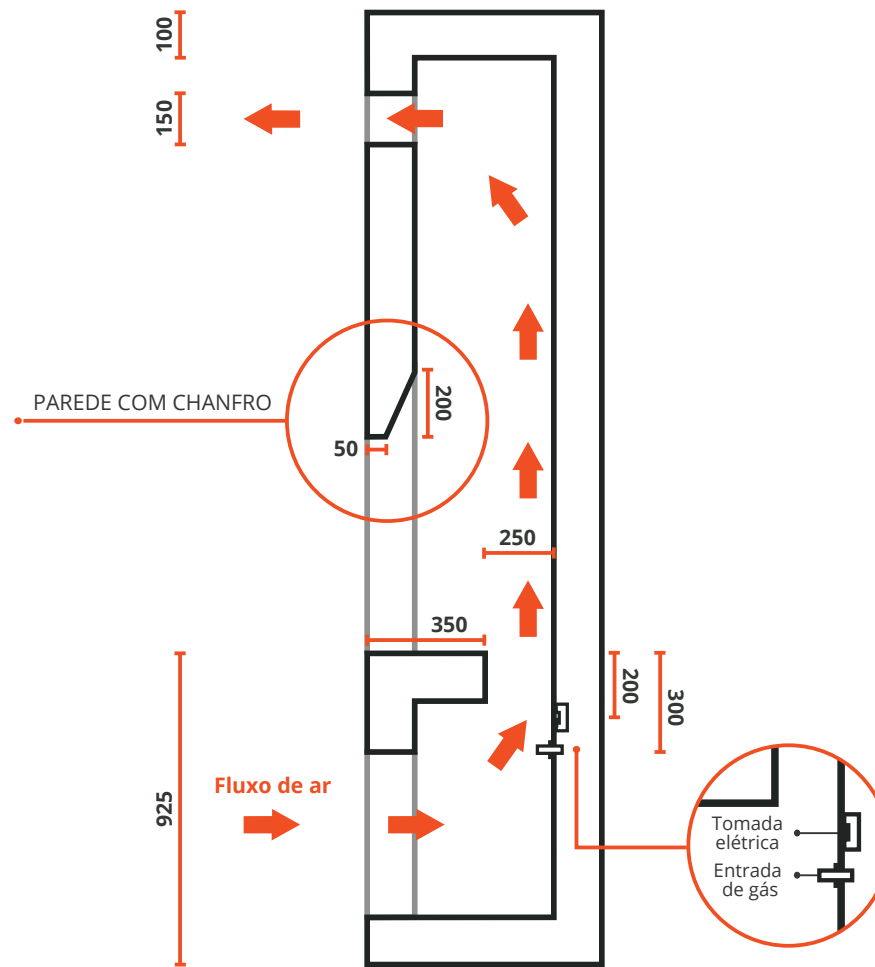 100
150
PAREDE COM CHANFRO
200
50
250
350
200
300
925
Fluxo de ar
Tomada
elétrica
Entrada
de gás